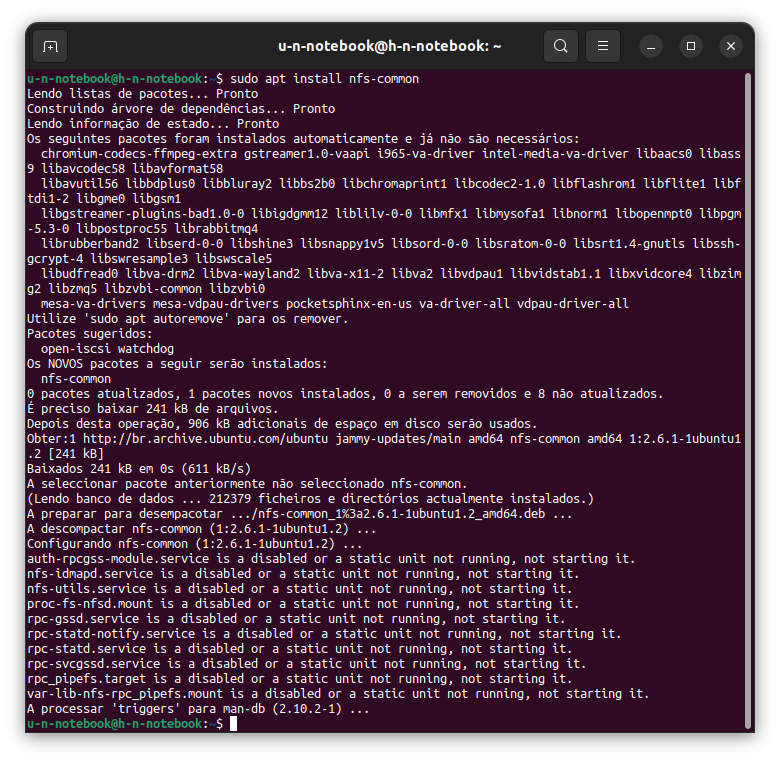 u-n-notebook@h-n-notebook: ~
u-n-notebook@h-n-notebook:~$ sudo apt install nfs-common
Lendo listas de pacotes... Pronto
Construindo árvore de dependências... Pronto
Lendo informação de estado... Pronto
Os seguintes pacotes foram instalados automaticamente e já não são necessários:
  chromium-codecs-ffmpeg-extra gstreamer1.0-vaapi i965-va-driver intel-media-va-driver libaacs0 libass
9 libavcodec58 libavformat58
  libavutil56 libbdplus0 libbluray2 libbs2b0 libchromaprint1 libcodec2-1.0 libflashrom1 libflite1 libf
tdi1-2 libgme0 libgsm1
  libgstreamer-plugins-bad1.0-0 libigdgmm12 liblilv-0-0 libmfx1 libmysofa1 libnorm1 libopenmpt0 libpgm
-5.3-0 libpostproc55 librabbitmq4
  librubberband2 libserd-0-0 libshine3 libsnappy1v5 libsord-0-0 libsratom-0-0 libsrt1.4-gnutls libssh-
gcrypt-4 libswresample3 libswscale5
  libudfread0 libva-drm2 libva-wayland2 libva-x11-2 libva2 libvdpau1 libvidstab1.1 libxvidcore4 libzim
g2 libzmq5 libzvbi-common libzvbi0
  mesa-va-drivers mesa-vdpau-drivers pocketsphinx-en-us va-driver-all vdpau-driver-all
Utilize 'sudo apt autoremove' para os remover.
Pacotes sugeridos:
  open-iscsi watchdog
Os NOVOS pacotes a seguir serão instalados:
  nfs-common
0 pacotes atualizados, 1 pacotes novos instalados, 0 a serem removidos e 8 não atualizados.
É preciso baixar 241 kB de arquivos.
Depois desta operação, 906 kB adicionais de espaço em disco serão usados.
Obter:1 http://br.archive.ubuntu.com/ubuntu jammy-updates/main amd64 nfs-common amd64 1:2.6.1-1ubuntu1
.2 [241 kB]
Baixados 241 kB em 0s (611 kB/s)
A seleccionar pacote anteriormente não seleccionado nfs-common.
(Lendo banco de dados ... 212379 ficheiros e directórios actualmente instalados.)
A preparar para desempacotar .../nfs-common_1%3a2.6.1-1ubuntu1.2_amd64.deb ...
A descompactar nfs-common (1:2.6.1-1ubuntu1.2) ...
Configurando nfs-common (1:2.6.1-1ubuntu1.2) ...
auth-rpcgss-module.service is a disabled or a static unit not running, not starting it.
nfs-idmapd.service is a disabled or a static unit not running, not starting it.
nfs-utils.service is a disabled or a static unit not running, not starting it.
proc-fs-nfsd.mount is a disabled or a static unit not running, not starting it.
rpc-gssd.service is a disabled or a static unit not running, not starting it.
rpc-statd-notify.service is a disabled or a static unit not running, not starting it.
rpc-statd.service is a disabled or a static unit not running, not starting it.
rpc-svcgssd.service is a disabled or a static unit not running, not starting it.
rpc_pipefs.target is a disabled or a static unit not running, not starting it.
var-lib-nfs-rpc_pipefs.mount is a disabled or a static unit not running, not starting it.
A processar 'triggers' para man-db (2.10.2-1) ...
u-n-notebook@h-n-notebook:~$